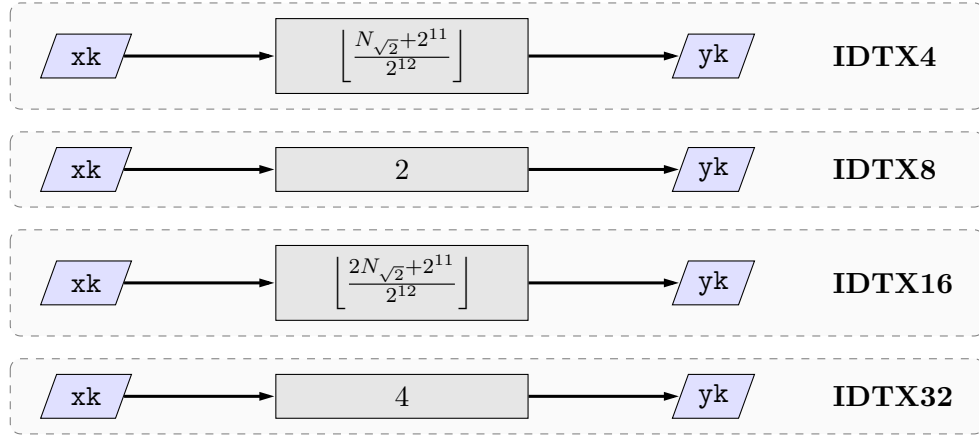 xk ⌊(N_√2+2^11)/2^12⌋ yk IDTX4
xk 2 yk IDTX8
xk ⌊(2N_√2+2^11)/2^12⌋ yk IDTX16
xk 4 yk IDTX32